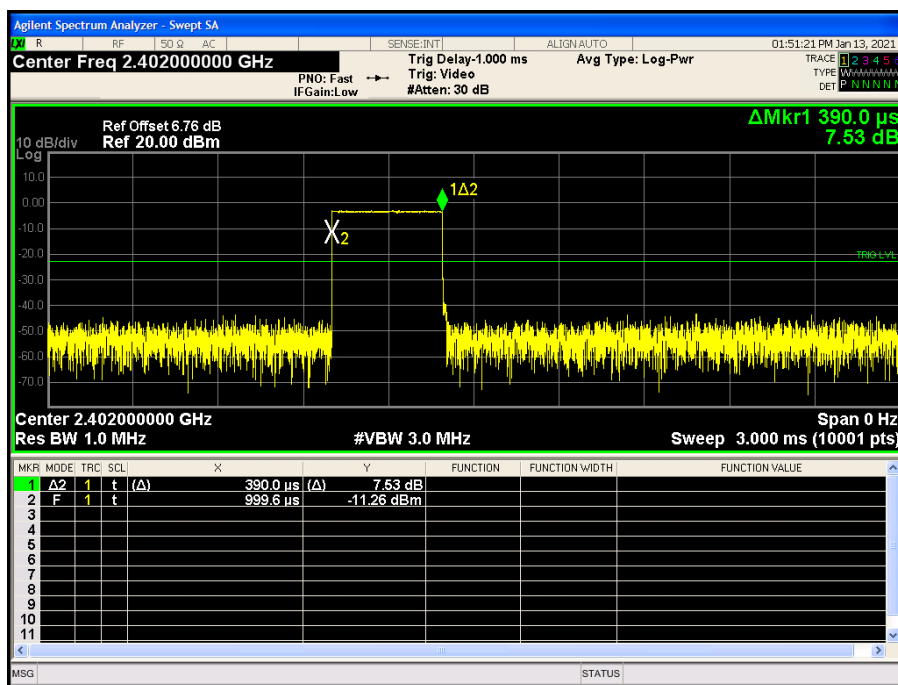 Agilent Spectrum Analyzer - Swept SA
LXI R RF 50 Ω AC SENSE:INT ALIGN AUTO 01:51:21 PM Jan 13, 2021
Center Freq 2.402000000 GHz
PNO: Fast
IFGain:Low
Trig Delay-1.000 ms
Trig: Video
#Atten: 30 dB
Avg Type: Log-Pwr
TRACE 1 2 3 4 5
TYPE
DET P N N N N N
ΔMkr1 390.0 µs
7.53 dB
Ref Offset 6.76 dB
10 dB/div Ref 20.00 dBm
Log
10.0
0.00
-10.0
-20.0
-30.0
-40.0
-50.0
-60.0
-70.0
1Δ2
X2
TRIG LVL
Center 2.402000000 GHz Span 0 Hz
Res BW 1.0 MHz #VBW 3.0 MHz Sweep 3.000 ms (10001 pts)
MKR MODE TRC SCL X Y FUNCTION FUNCTION WIDTH FUNCTION VALUE
1 Δ2 1 t (Δ) 390.0 µs (Δ) 7.53 dB
2 F 1 t 999.6 µs -11.26 dBm
3
4
5
6
7
8
9
10
11
MSG STATUS